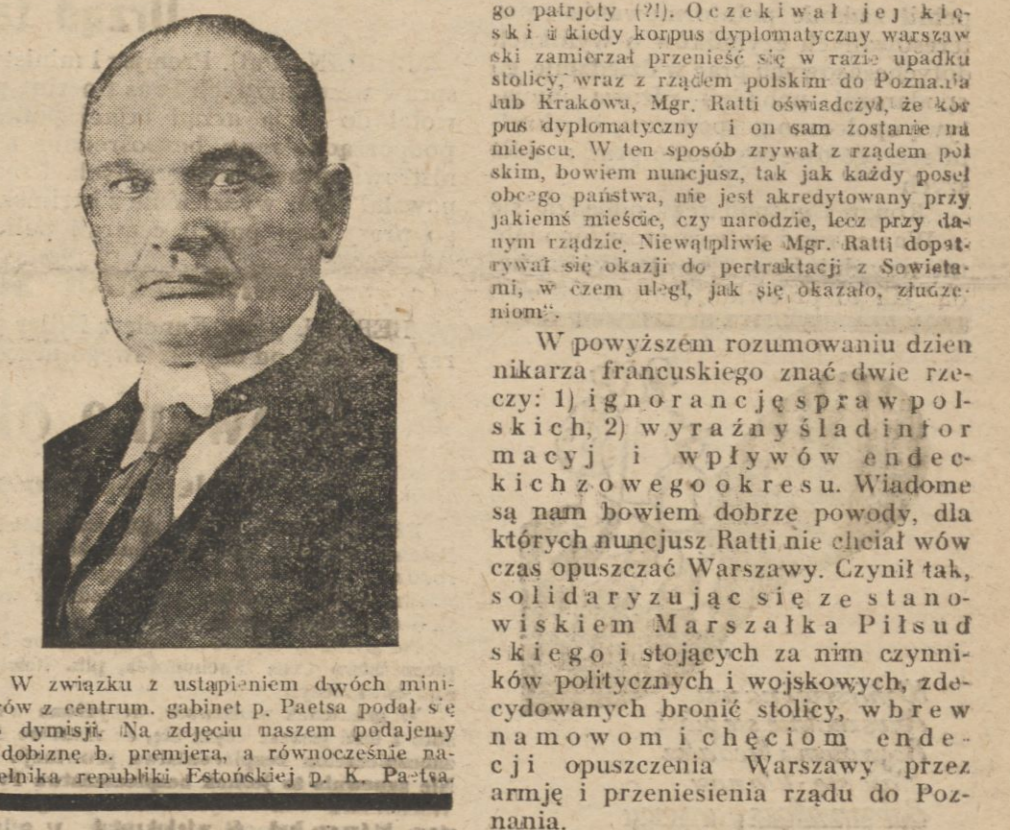 W związku z ustąpieniem dwóch mini-
rów z centrum. gabinet p. Paetsa podał się
dymisji. Na zdjęciu naszem podajemy
dobiznę b. premjera, a równocześnie na-
elnika republiki Estońskiej p. K. Paetsa.
go patrjoty (?!). Oczekiwał jej klę-
ski i kiedy korpus dyplomatyczny warszaw
ski zamierzał przenieść się w razie upadku
stolicy, wraz z rządem polskim do Poznania
lub Krakowa, Mgr. Ratti oświadczył, że kor
pus dyplomatyczny i on sam zostanie na
miejscu. W ten sposób zrywał z rządem pol
skim, bowiem nuncjusz, tak jak każdy poseł
obcego państwa, nie jest akredytowany przy
jakiemś mieście, czy narodzie, lecz przy da-
nym rządzie. Niewątpliwie Mgr. Ratti dopat-
rywał się okazji do pertraktacji z Sowieta-
mi, w czem uległ, jak się okazało, złudze-
niom“.
W powyższem rozumowaniu dzien
nikarza francuskiego znać dwie rze-
czy: 1) ignorancję spraw pol-
skich, 2) wyraźny ślad infor
macyj i wpływów endec-
kich z owego okresu. Wiadome
są nam bowiem dobrze powody, dla
których nuncjusz Ratti nie chciał wów
czas opuszczać Warszawy. Czynił tak,
solidaryzując się ze stano-
wiskiem Marszałka Piłsud
skiego i stojących za nim czynni-
ków politycznych i wojskowych, zde-
cydowanych bronić stolicy, wbrew
namowom i chęciom ende-
cji opuszczenia Warszawy przez
armję i przeniesienia rządu do Poz-
nania.